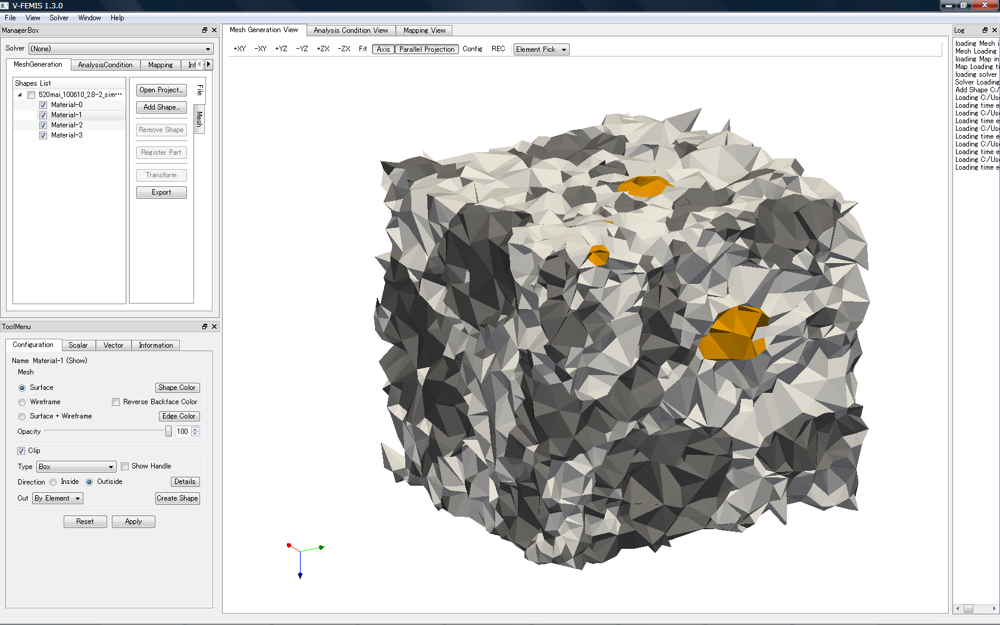 V-FEMIS 1.3.0
File View Solver Window Help
ManagerBox
Solver (None)
MeshGeneration AnalysisCondition Mapping
Shapes List
520mai_100610_2.8-2_sim…
Material-0
Material-1
Material-2
Material-3
Open Project...
Add Shape...
Remove Shape
Register Part
Transform
Export
File
Mesh
ToolMenu
Configuration Scalar Vector Information
Name Material-1 (Show)
Mesh
Surface Shape Color
Wireframe Reverse Backface Color
Surface + Wireframe Edge Color
Opacity 100
Clip
Type Box Show Handle
Direction Inside Outiside Details
Cut By Element Create Shape
Reset Apply
Mesh Generation View Analysis Condition View Mapping View
+XY -XY +YZ -YZ +ZX -ZX Fit Axis Parallel Projection Config REC Element Pick
Log
loading Mesh i
Mesh Loading
loading Map in
Map Loading ti
loading solver
Solver Loading
Add Shape C:/
Loading C:/Use
Loading time e
Loading C:/Use
Loading time e
Loading C:/Use
Loading time e
Loading C:/Use
Loading time e
Loading C:/Use
Loading time e